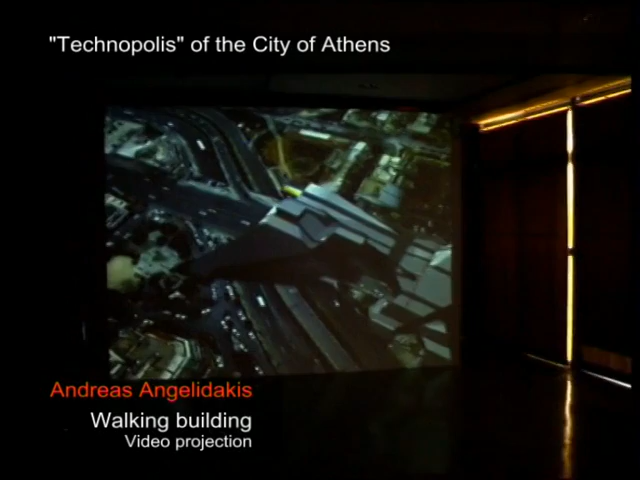 "Technopolis" of the City of Athens
Andreas Angelidakis
Walking building
Video projection